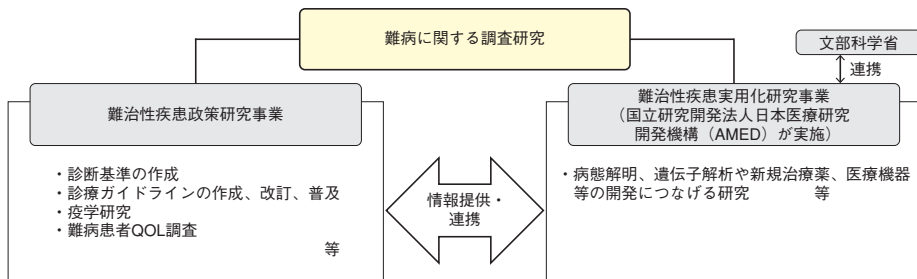 難病に関する調査研究
文部科学省
連携
難治性疾患政策研究事業
難治性疾患実用化研究事業
（国立研究開発法人日本医療研究
開発機構（AMED）が実施）
・診断基準の作成
・診療ガイドラインの作成、改訂、普及
・疫学研究
・難病患者QOL調査
等
情報提供・
連携
・病態解明、遺伝子解析や新規治療薬、医療機器
等の開発につなげる研究　　　　　等